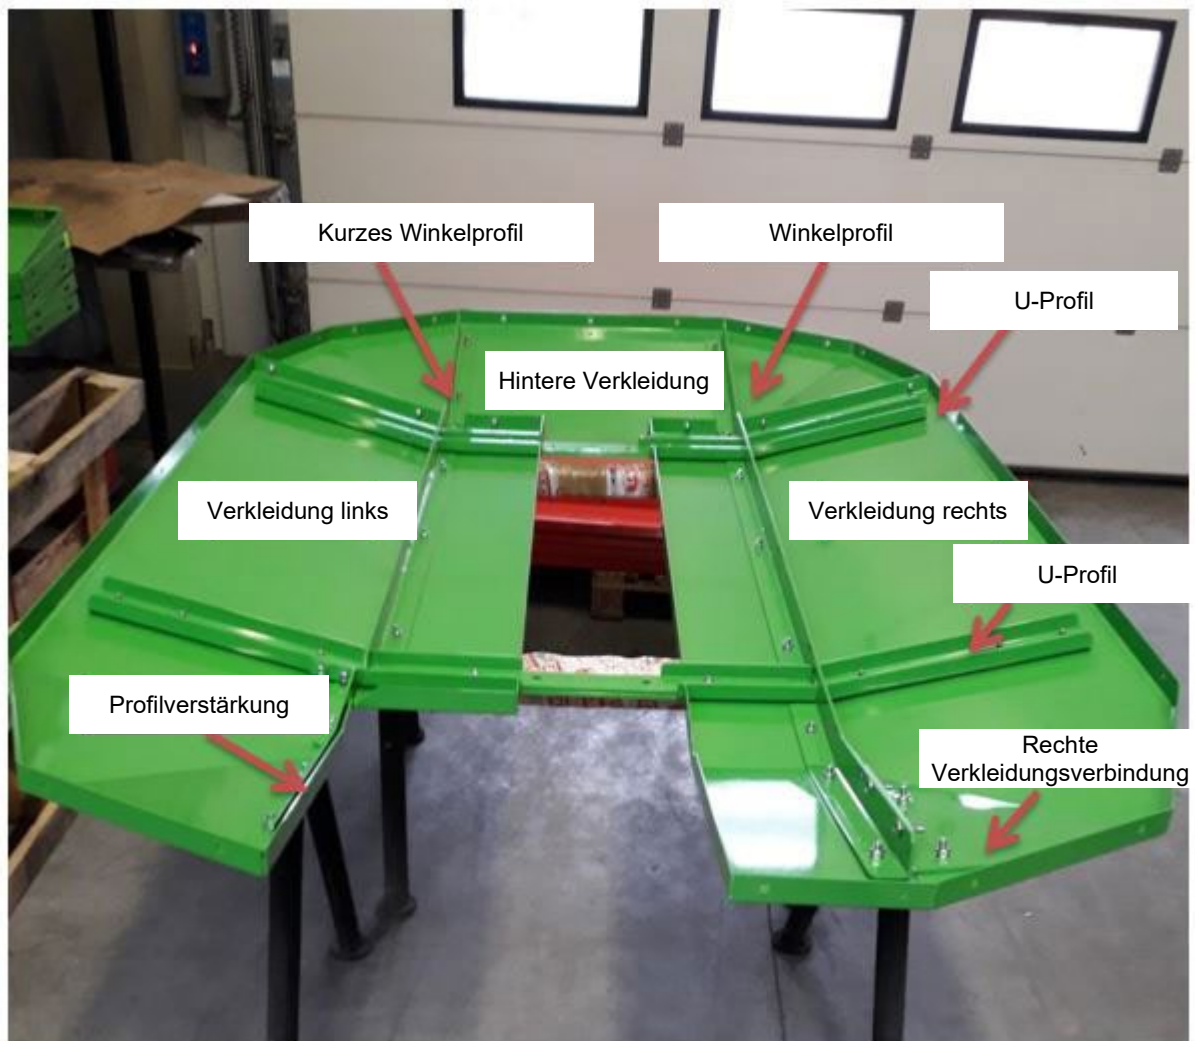 Kurzes Winkelprofil
Winkelprofil
U-Profil
Hintere Verkleidung
Verkleidung links
Verkleidung rechts
U-Profil
Profilverstärkung
Rechte
Verkleidungsverbindung